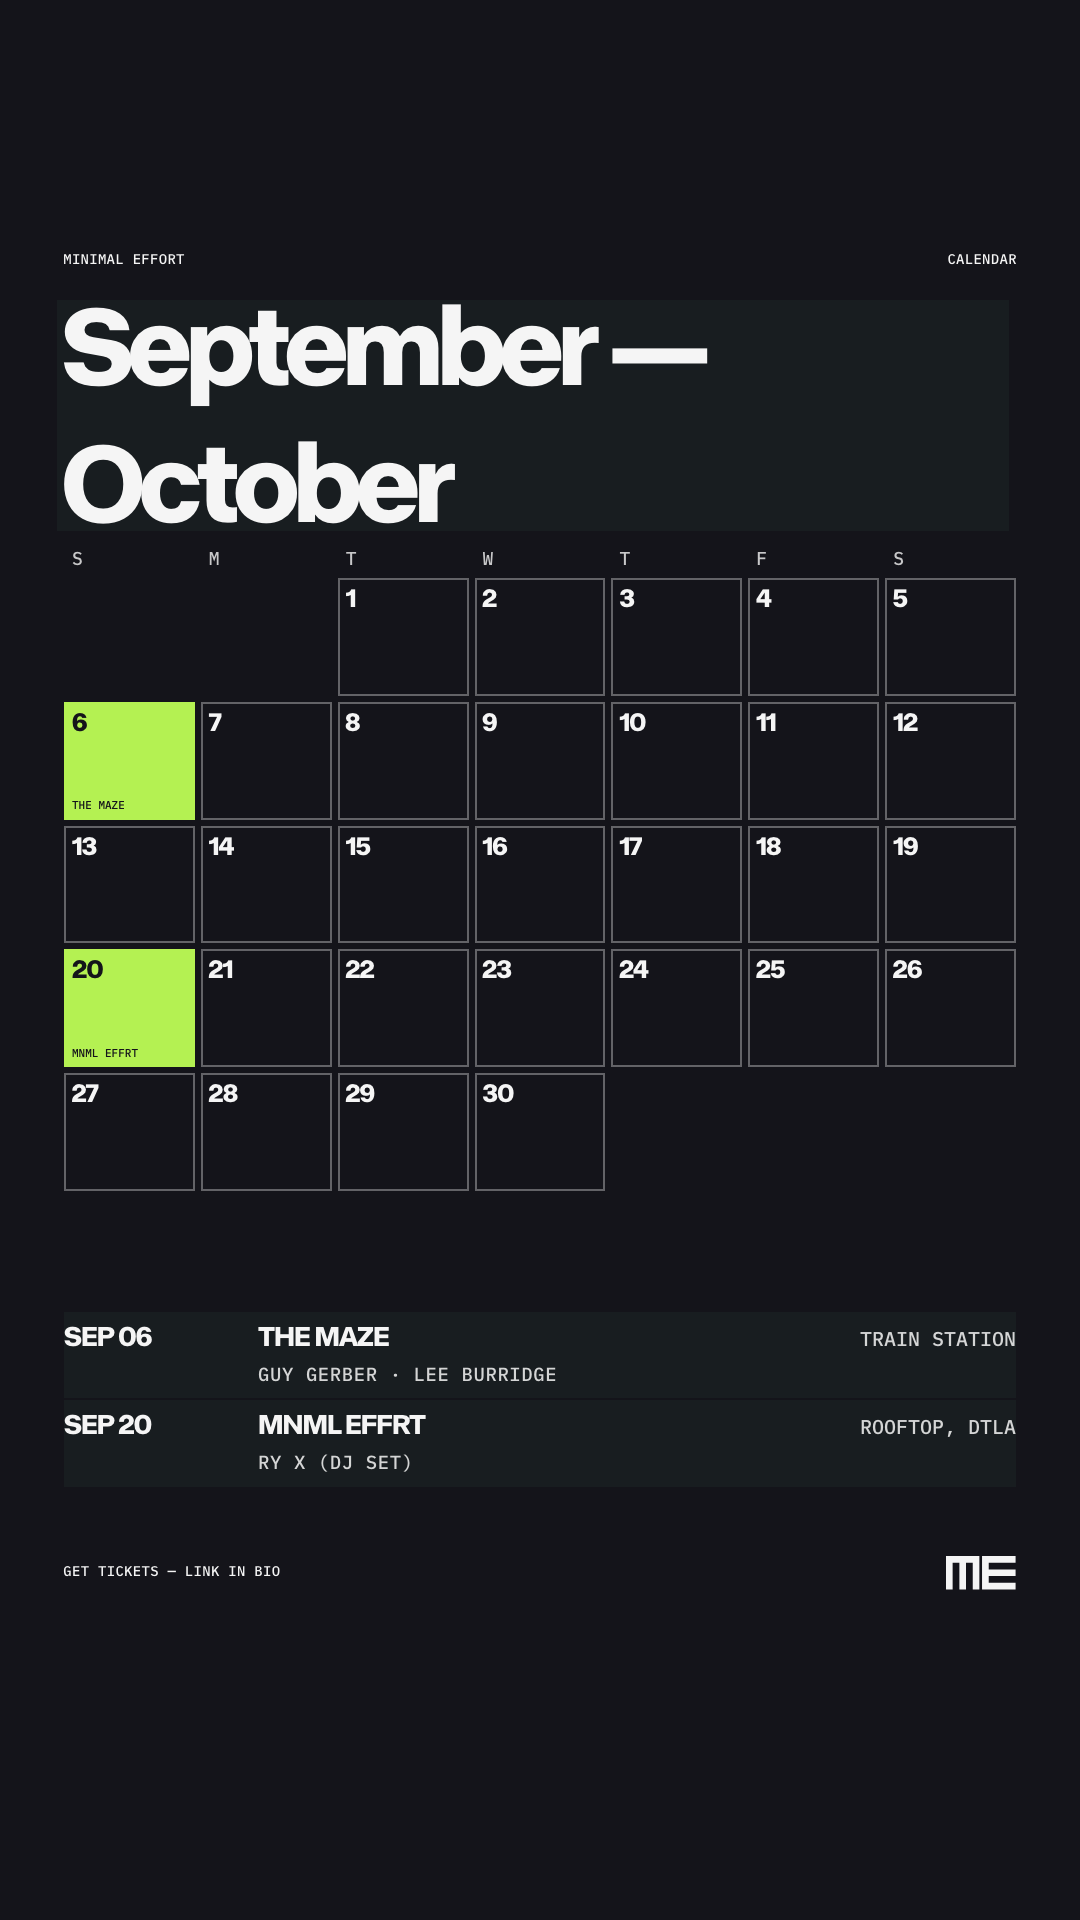 MINIMAL EFFORT CALENDAR
September —
October
S M T W T F S
1 2 3 4 5
6 7 8 9 10 11 12
THE MAZE
13 14 15 16 17 18 19
20 21 22 23 24 25 26
MNML EFFRT
27 28 29 30
SEP 06 THE MAZE TRAIN STATION
GUY GERBER · LEE BURRIDGE
SEP 20 MNML EFFRT ROOFTOP, DTLA
RY X (DJ SET)
GET TICKETS — LINK IN BIO ME